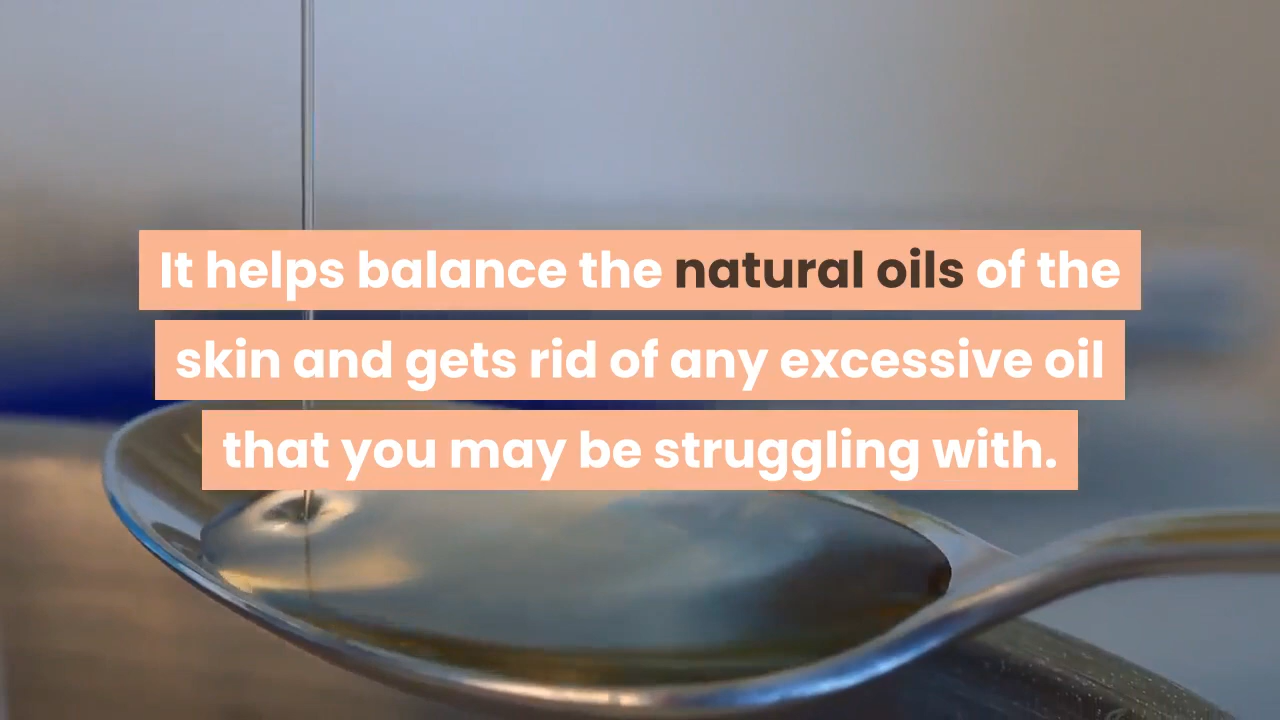 It helps balance the natural oils of the
skin and gets rid of any excessive oil
that you may be struggling with.